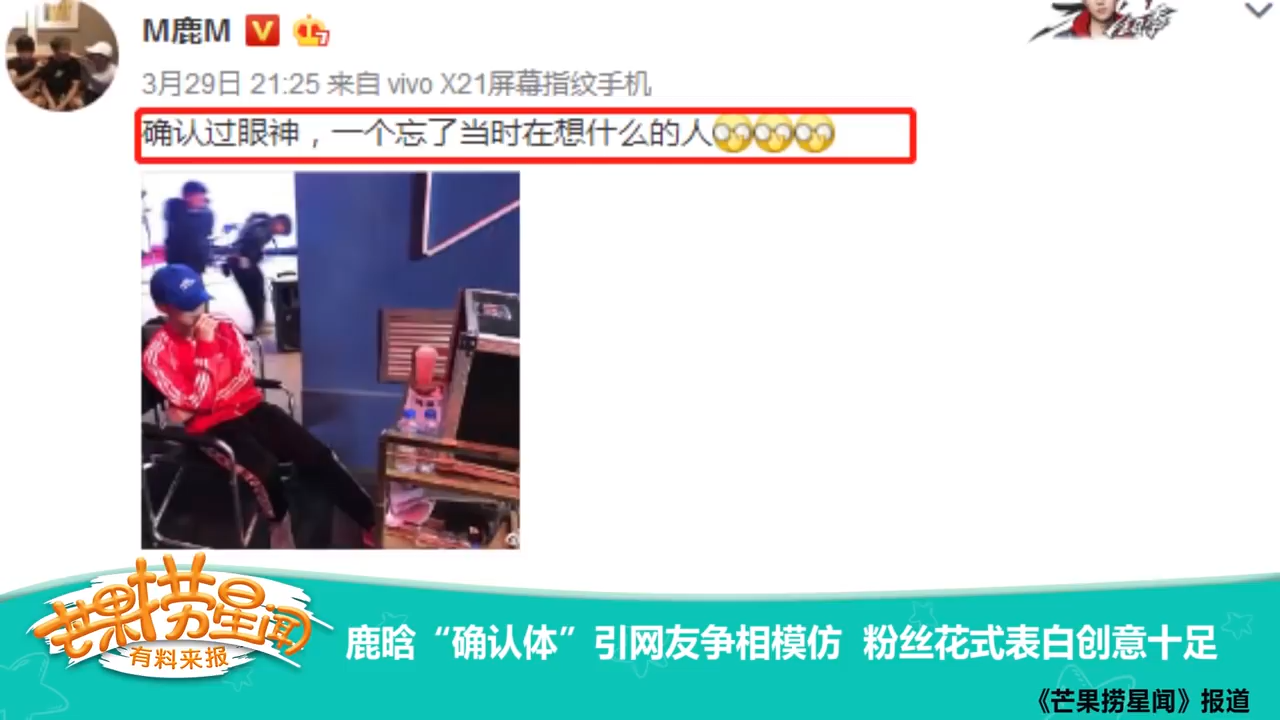 M鹿M
3月29日 21:25 来自 vivo X21屏幕指纹手机
确认过眼神，一个忘了当时在想什么的人
芒果捞星闻
有料来报
鹿晗“确认体”引网友争相模仿 粉丝花式表白创意十足
《芒果捞星闻》报道